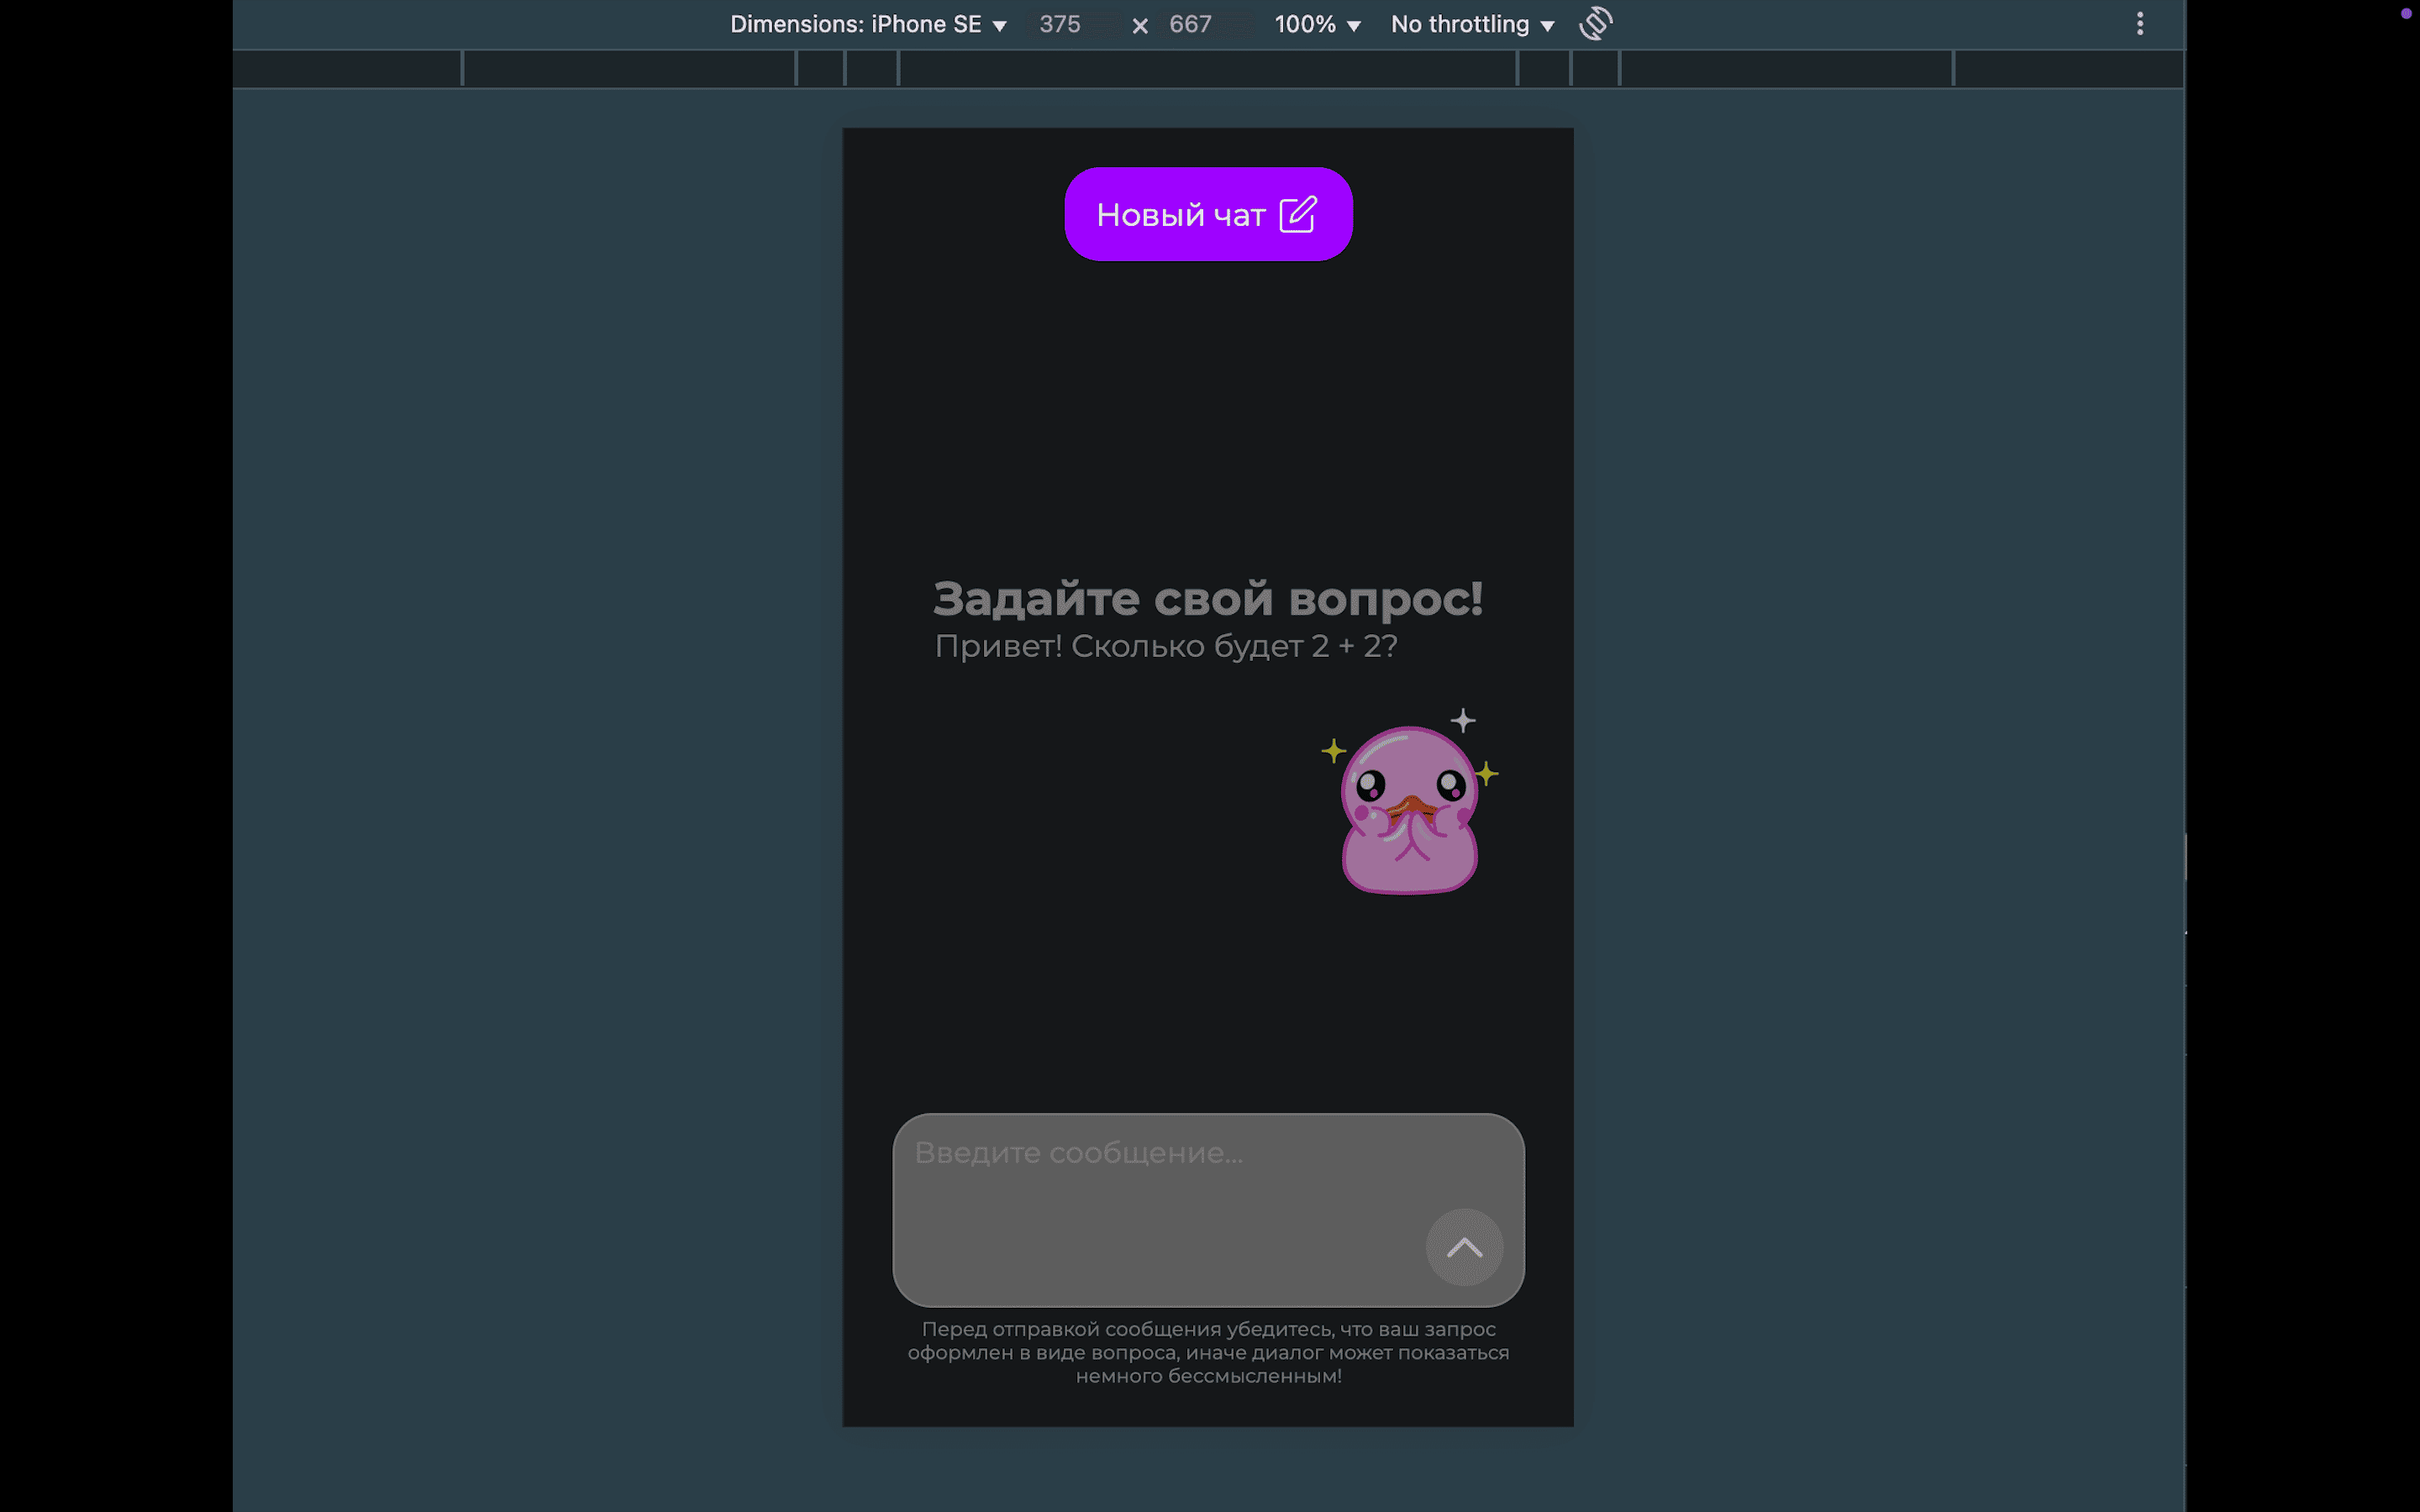 Dimensions: iPhone SE 375 × 667 100% No throttling
Новый чат
Задайте свой вопрос!
Привет! Сколько будет 2 + 2?
Введите сообщение...
Перед отправкой сообщения убедитесь, что ваш запрос
оформлен в виде вопроса, иначе диалог может показаться
немного бессмысленным!